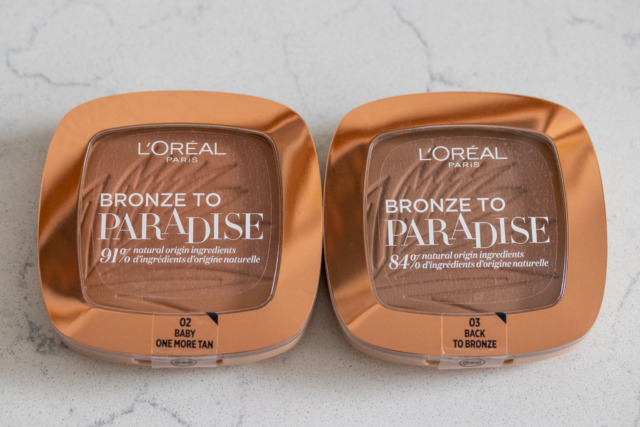 L'ORÉAL
PARIS
BRONZE TO
PARADISE
91% natural origin ingredients
d'ingrédients d'origine naturelle
02
BABY
ONE MORE TAN
L'ORÉAL
PARIS
BRONZE TO
PARADISE
84% natural origin ingredients
d'ingrédients d'origine naturelle
03
BACK
TO BRONZE